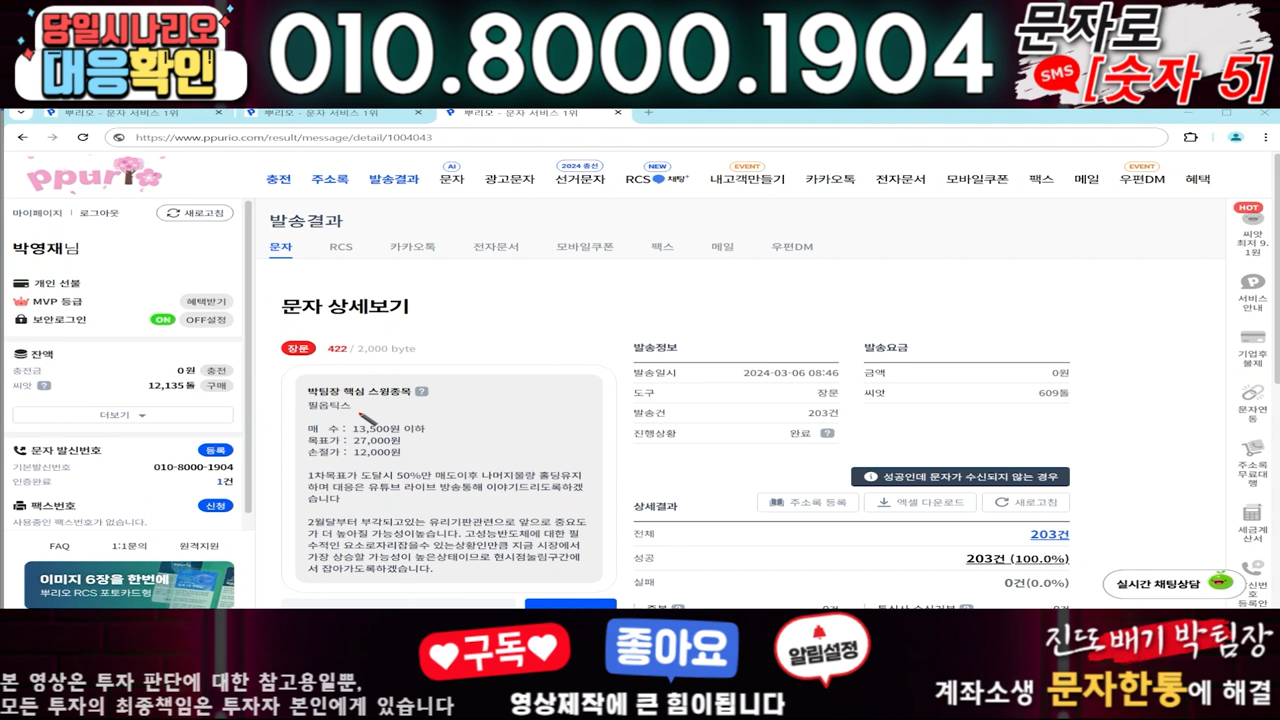 당일시나리오
대응확인
010.8000.1904
문자로
SMS
[숫자 5]
뿌리오 - 문자 서비스 1위
뿌리오 - 문자 서비스 1위
뿌리오 - 문자 서비스 1위
https://www.ppurio.com/result/message/detail/1004043
ppurio
충전
주소록
발송결과
AI
문자
광고문자
2024 총선
선거문자
NEW
RCS 채팅+
EVENT
내고객만들기
카카오톡
전자문서
모바일쿠폰
팩스
메일
EVENT
우편DM
혜택
마이페이지 | 로그아웃
새로고침
박영재님
개인 선불
MVP 등급
혜택받기
보안로그인
ON OFF설정
잔액
충전금 0원 충전
씨앗 ? 12,135톨 구매
더보기
문자 발신번호 등록
기본발신번호 010-8000-1904
인증완료 1건
팩스번호 신청
사용중인 팩스번호가 없습니다.
FAQ 1:1문의 원격지원
이미지 6장을 한번에
뿌리오 RCS 포토카드형
발송결과
문자 RCS 카카오톡 전자문서 모바일쿠폰 팩스 메일 우편DM
문자 상세보기
장문 422 / 2,000 byte
박팀장 핵심 스윙종목 ?
필옵틱스
매 수 : 13,500원 이하
목표가 : 27,000원
손절가 : 12,000원
1차목표가 도달시 50%만 매도이후 나머지물량 홀딩유지
하며 대응은 유튜브 라이브 방송통해 이야기드리도록하겠
습니다
2월달부터 부각되고있는 유리기판관련으로 앞으로 중요도
가 더 높아질 가능성이높습니다. 고성능반도체에 대한 필
수적인 요소로자리잡을수 있는상황인만큼 지금 시장에서
가장 상승할 가능성이 높은상태이므로 현시점눌림구간에
서 잡아가도록하겠습니다.
발송정보
발송일시 2024-03-06 08:46
도구 장문
발송건 203건
진행상황 완료 ?
발송요금
금액 0원
씨앗 609톨
성공인데 문자가 수신되지 않는 경우
상세결과
주소록 등록
엑셀 다운로드
새로고침
전체 203건
성공 203건 (100.0%)
실패 0건(0.0%)
실시간 채팅상담
HOT
씨앗
최저 9.
1원
서비스
안내
기업후
불제
문자연
동
주소록
무료대
행
세금계
산서
발신번
호
등록안
구독
좋아요
알림설정
본 영상은 투자 판단에 대한 참고용일뿐,
모든 투자의 최종책임은 투자자 본인에게 있습니다
영상제작에 큰 힘이됩니다
진또배기 박팀장
계좌소생 문자한통에 해결